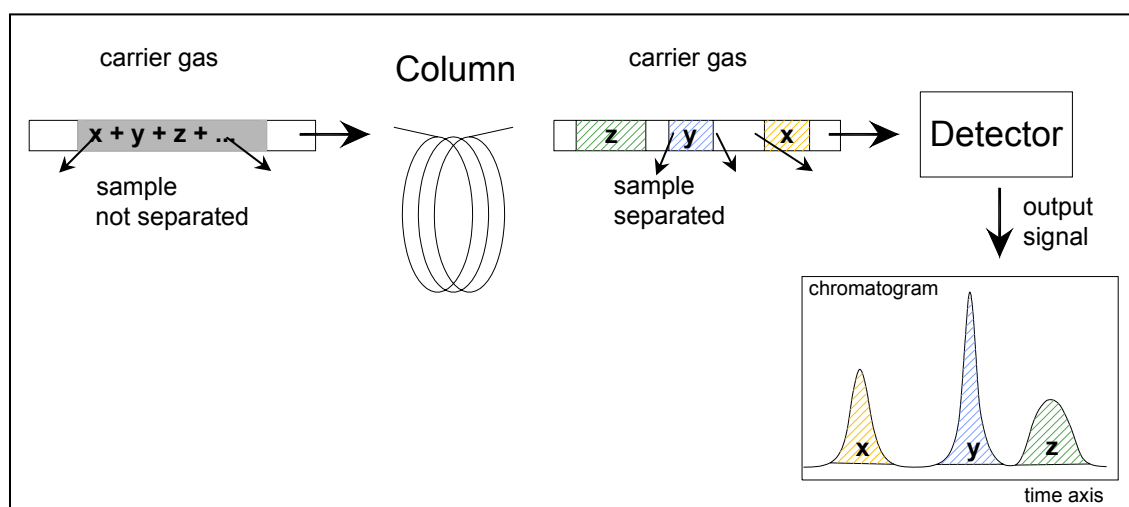 carrier gas
Column
carrier gas
x + y + z + ...
z
y
x
Detector
sample
not separated
sample
separated
output
signal
chromatogram
x
y
z
time axis